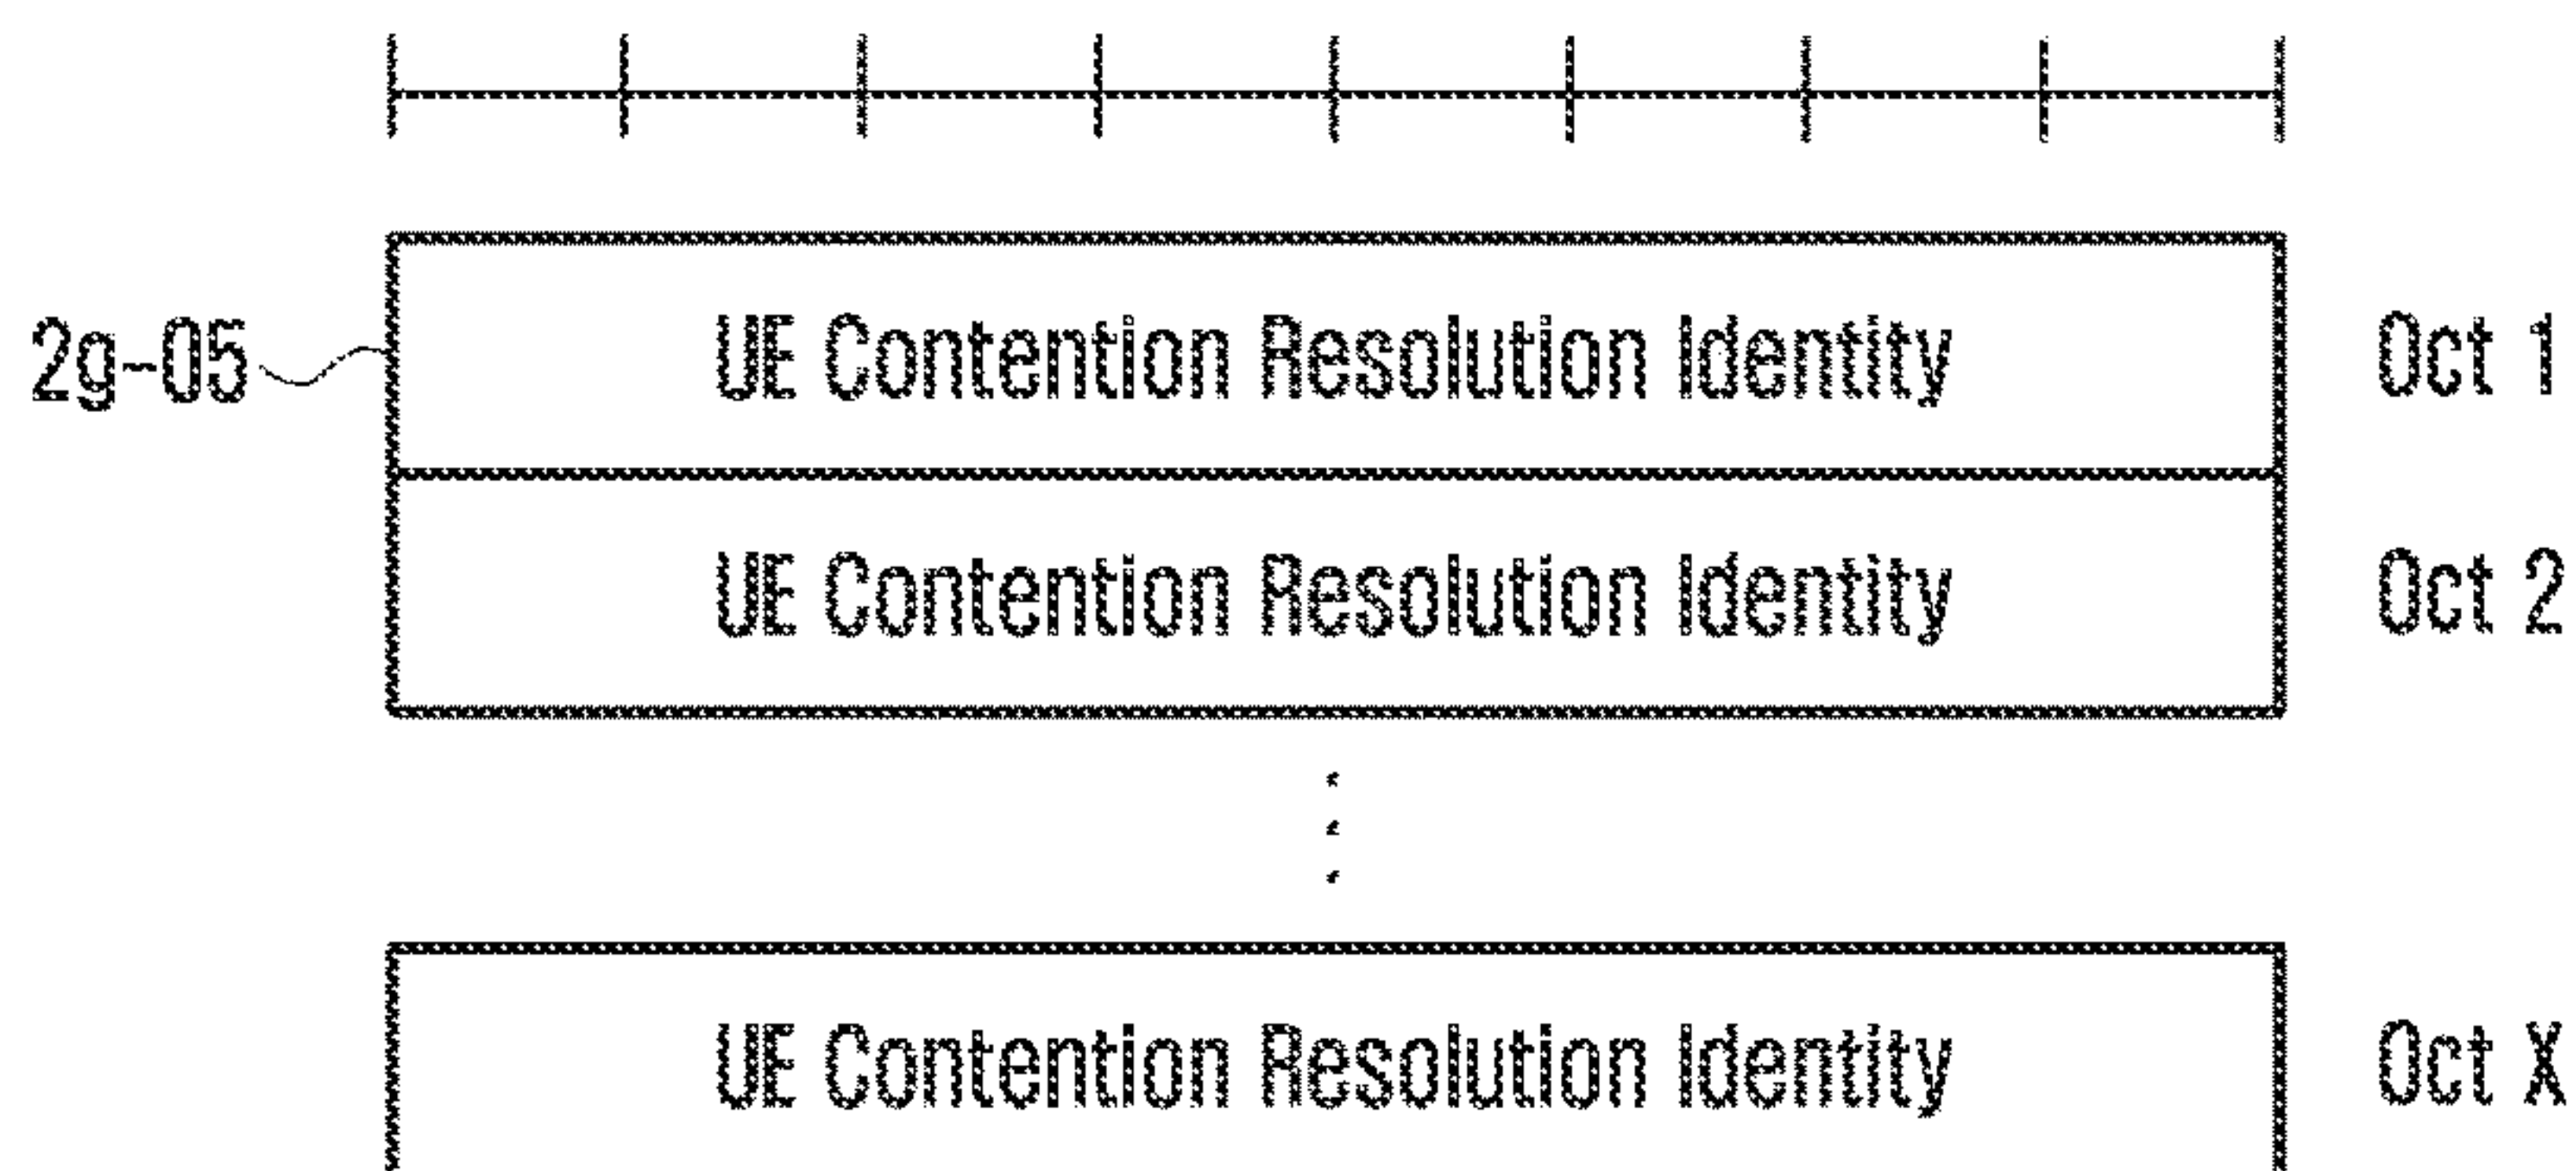 2g-05 UE Contention Resolution Identity Oct 1
UE Contention Resolution Identity Oct 2
UE Contention Resolution Identity Oct X